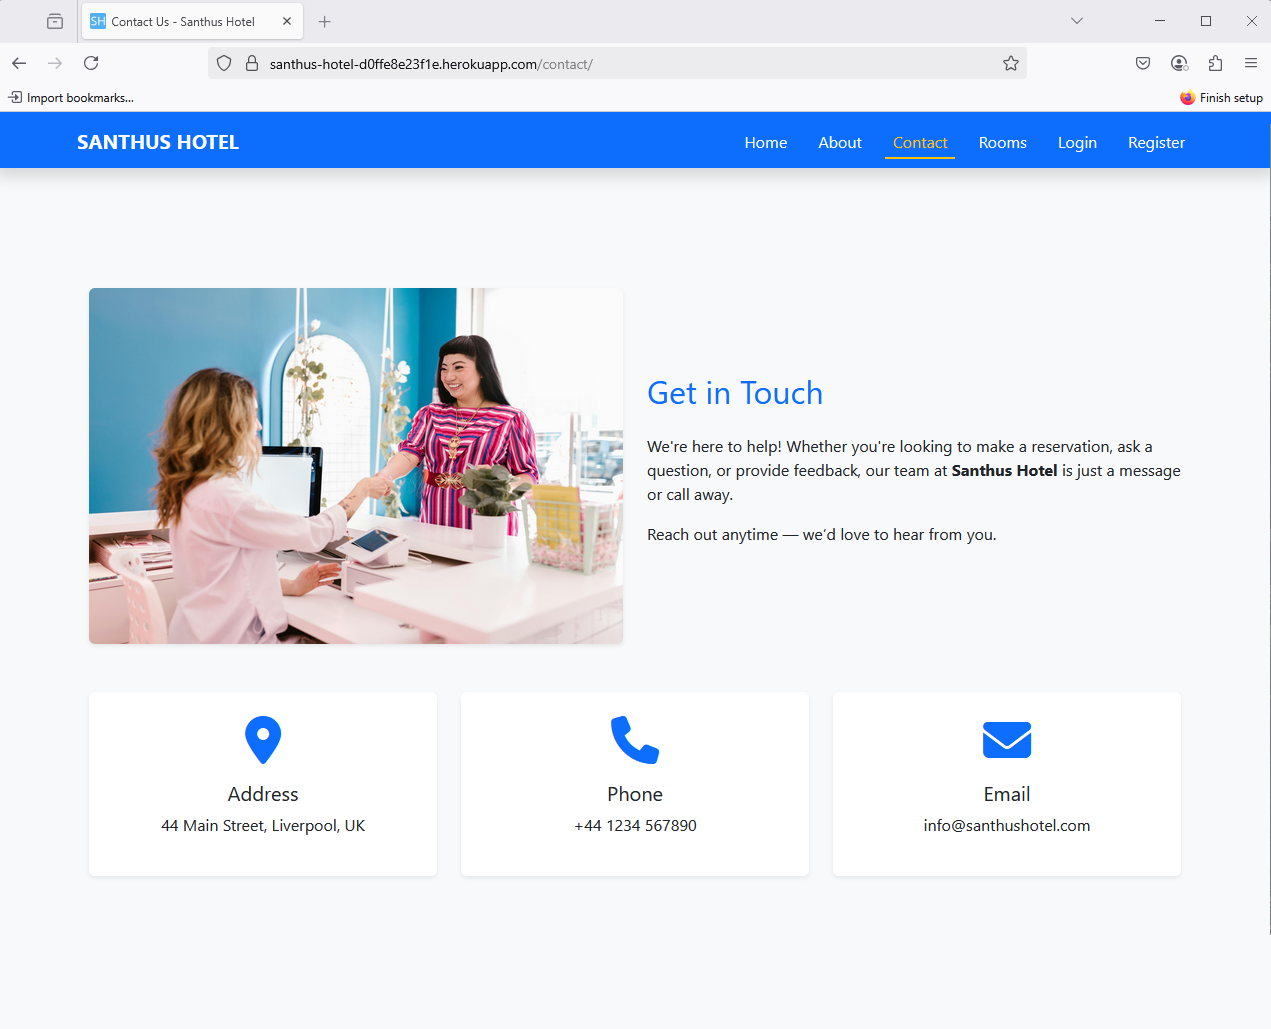 SH Contact Us - Santhus Hotel
santhus-hotel-d0ffe8e23f1e.herokuapp.com/contact/
Import bookmarks...
Finish setup
SANTHUS HOTEL
Home About Contact Rooms Login Register
Get in Touch
We're here to help! Whether you're looking to make a reservation, ask a
question, or provide feedback, our team at Santhus Hotel is just a message
or call away.
Reach out anytime — we’d love to hear from you.
Address
44 Main Street, Liverpool, UK
Phone
+44 1234 567890
Email
info@santhushotel.com